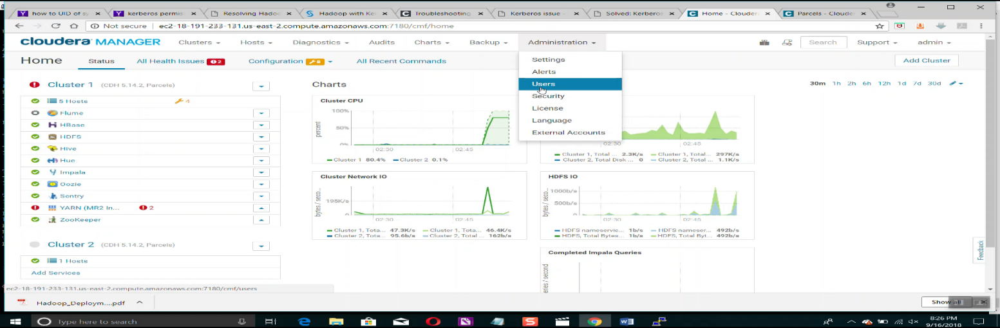 how to UID of sy
kerberos permis
Resolving Hadoo
Hadoop with Ker
Troubleshooting
Kerberos issue -
Solved: Kerberos
Home - Clouder
Parcels - Clouder
Not secure | ec2-18-191-233-131.us-east-2.compute.amazonaws.com:7180/cmf/home
cloudera MANAGER Clusters Hosts Diagnostics Audits Charts Backup Administration Search Support admin
Home Status All Health Issues 2 Configuration 6 All Recent Commands Add Cluster
Settings
Alerts
Users
Security
License
Language
External Accounts
Cluster 1 (CDH 5.14.2, Parcels)
5 Hosts 4
Flume
HBase
HDFS
Hive
Hue
Impala
Oozie
Sentry
YARN (MR2 In... 2
ZooKeeper
Cluster 2 (CDH 5.14.2, Parcels)
1 Hosts
Add Services
Charts
30m 1h 2h 6h 12h 1d 7d 30d
Cluster CPU
percent
100%
50%
0%
02:30 02:45
Cluster 1 80.4% Cluster 2 0.1%
02:30 02:45
Cluster 1, Total ... 2.3K/s Cluster 1, Total... 297K/s
Cluster 2, Total Disk ... 0 Cluster 2, Total... 1.1K/s
Cluster Network IO
bytes / seco...
195K/s
0
02:30 02:45
Cluster 1, Tota... 47.3K/s Cluster 1, Tota... 46.4K/s
Cluster 2, Tota... 95.6b/s Cluster 2, Total ... 162b/s
HDFS IO
bytes / seco...
1000b/s
500b/s
0
02:30 02:45
HDFS nameservic... 1b/s HDFS nameser... 492b/s
HDFS, Total Bytes... 1b/s HDFS, Total Byt... 492b/s
Completed Impala Queries
eries / second
Feedback
ec2-18-191-233-131.us-east-2.compute.amazonaws.com:7180/cmf/users
Hadoop_Deploym....pdf
Show all
Type here to search
8:26 PM
9/16/2018